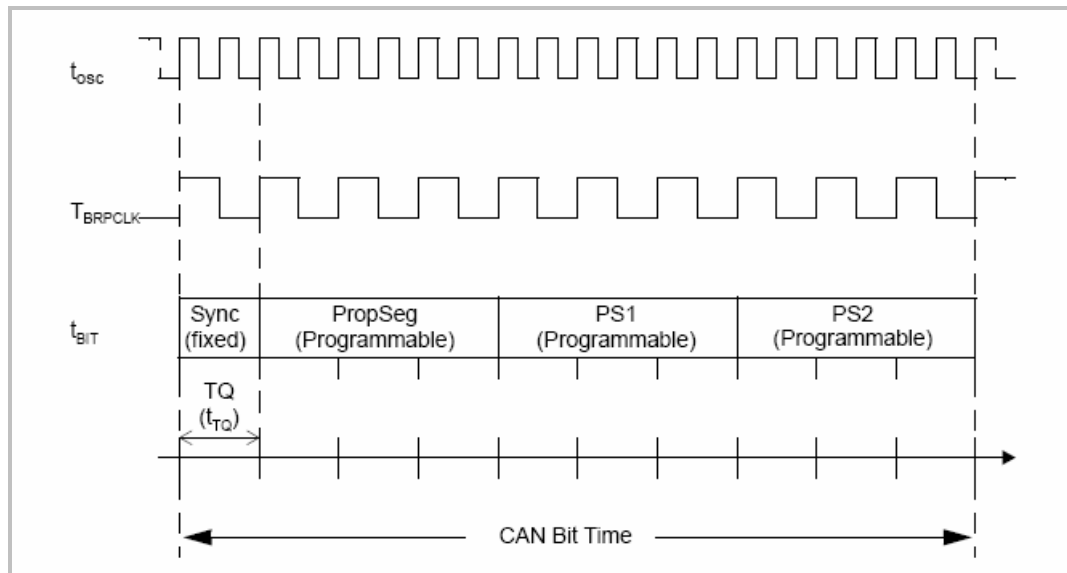 tosc
TBRPCLK
tBIT
Sync
(fixed)
PropSeg
(Programmable)
PS1
(Programmable)
PS2
(Programmable)
TQ
(tTQ)
CAN Bit Time